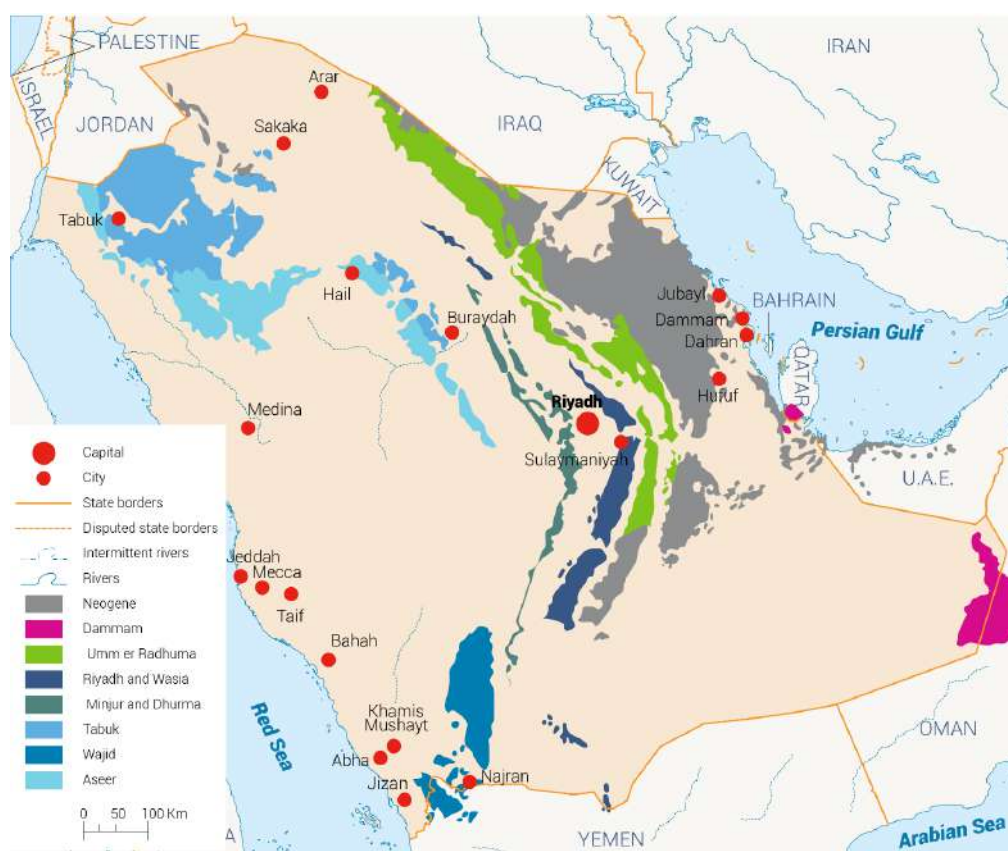 PALESTINE
IRAN
Arar
ISRAEL
JORDAN
Sakaka
IRAQ
KUWAIT
Tabuk
Hail
Jubayl
BAHRAIN
Buraydah
Dammam
Persian Gulf
Dahran
QATAR
Riyadh
Hufuf
Medina
Sulaymaniyah
U.A.E.
Capital
City
State borders
Disputed state borders
Intermittent rivers
Rivers
Neogene
Dammam
Umm er Radhuma
Riyadh and Wasia
Minjur and Dhurma
Tabuk
Wajid
Aseer
0 50 100 Km
Jeddah
Mecca
Taif
Bahah
Red Sea
Khamis
Mushayt
Abha
Jizan
Najran
OMAN
YEMEN
Arabian Sea